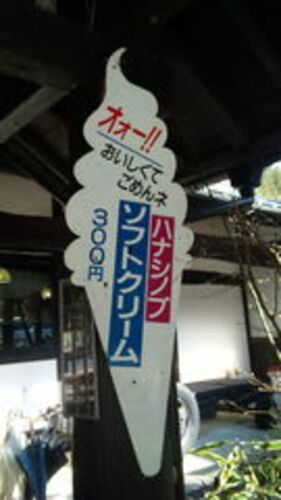 オォー!!
おいしくて
ごめんネ
ハナシノブ
ソフトクリーム
300円